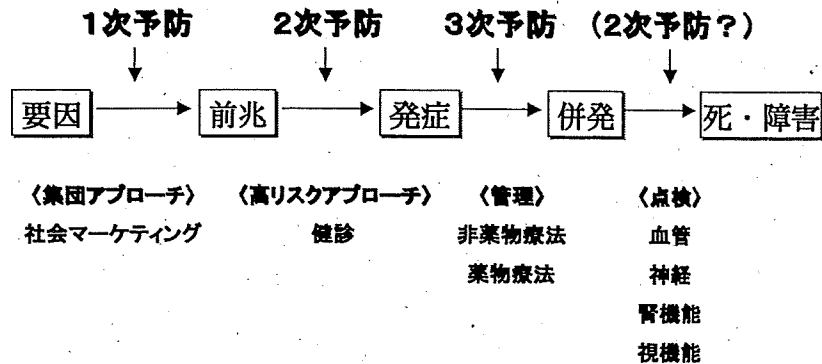 1次予防 2次予防 3次予防 (2次予防?)
要因 前兆 発症 併発 死・障害
〈集団アプローチ〉 〈高リスクアプローチ〉 〈管理〉 〈点検〉
社会マーケティング 健診 非薬物療法 血管
薬物療法 神経
腎機能
視機能